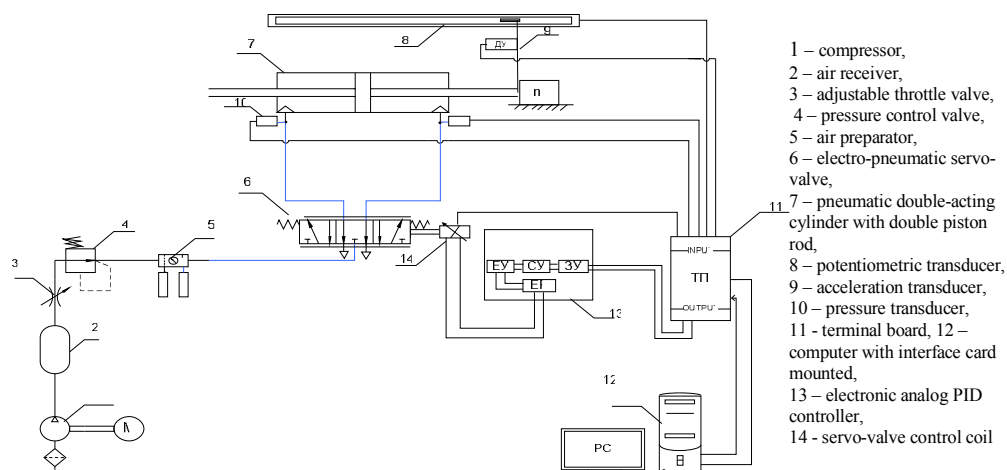 8
9
ДУ
7
n
10
6
11
4
5
14
INPU
ТП
OUTPU
ЕУ
СУ
ЗУ
13
3
2
12
PC
1 – compressor,
2 – air receiver,
3 – adjustable throttle valve,
4 – pressure control valve,
5 – air preparator,
6 – electro-pneumatic servo-
valve,
7 – pneumatic double-acting
cylinder with double piston
rod,
8 – potentiometric transducer,
9 – acceleration transducer,
10 – pressure transducer,
11 - terminal board, 12 –
computer with interface card
mounted,
13 – electronic analog PID
controller,
14 - servo-valve control coil